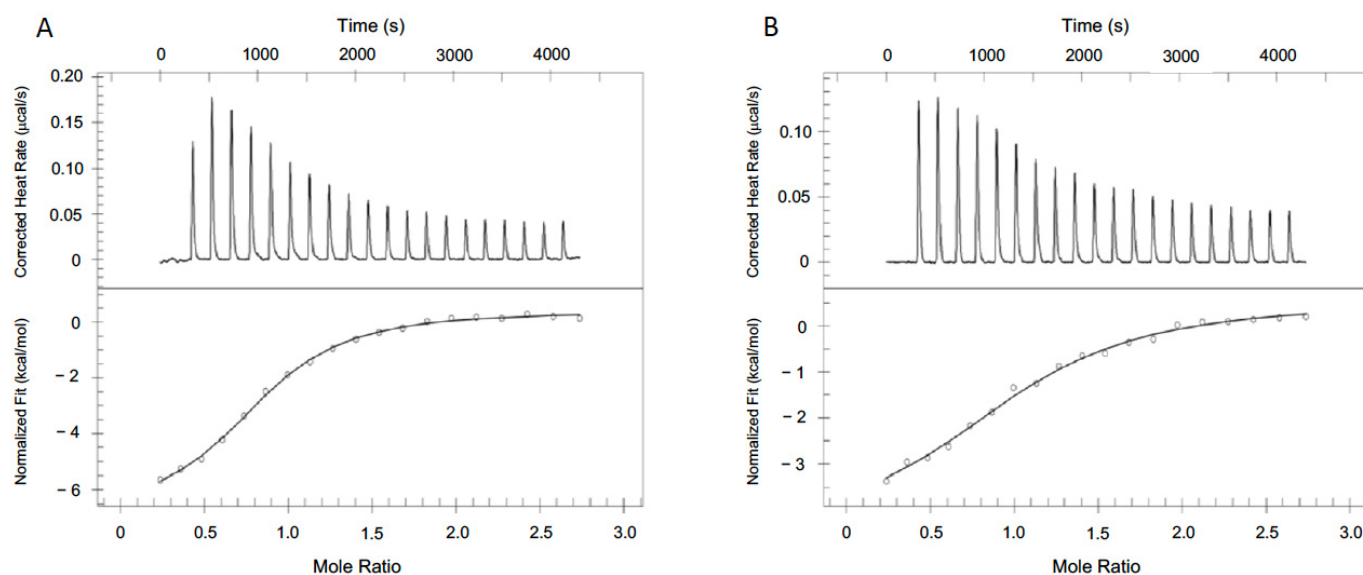 A
Time (s)
0 1000 2000 3000 4000
Corrected Heat Rate (μcal/s)
0.20
0.15
0.10
0.05
0
Normalized Fit (kcal/mol)
0
− 2
− 4
− 6
0 0.5 1.0 1.5 2.0 2.5 3.0
Mole Ratio
B
Time (s)
0 1000 2000 3000 4000
Corrected Heat Rate (μcal/s)
0.10
0.05
0
Normalized Fit (kcal/mol)
0
− 1
− 2
− 3
0 0.5 1.0 1.5 2.0 2.5 3.0
Mole Ratio